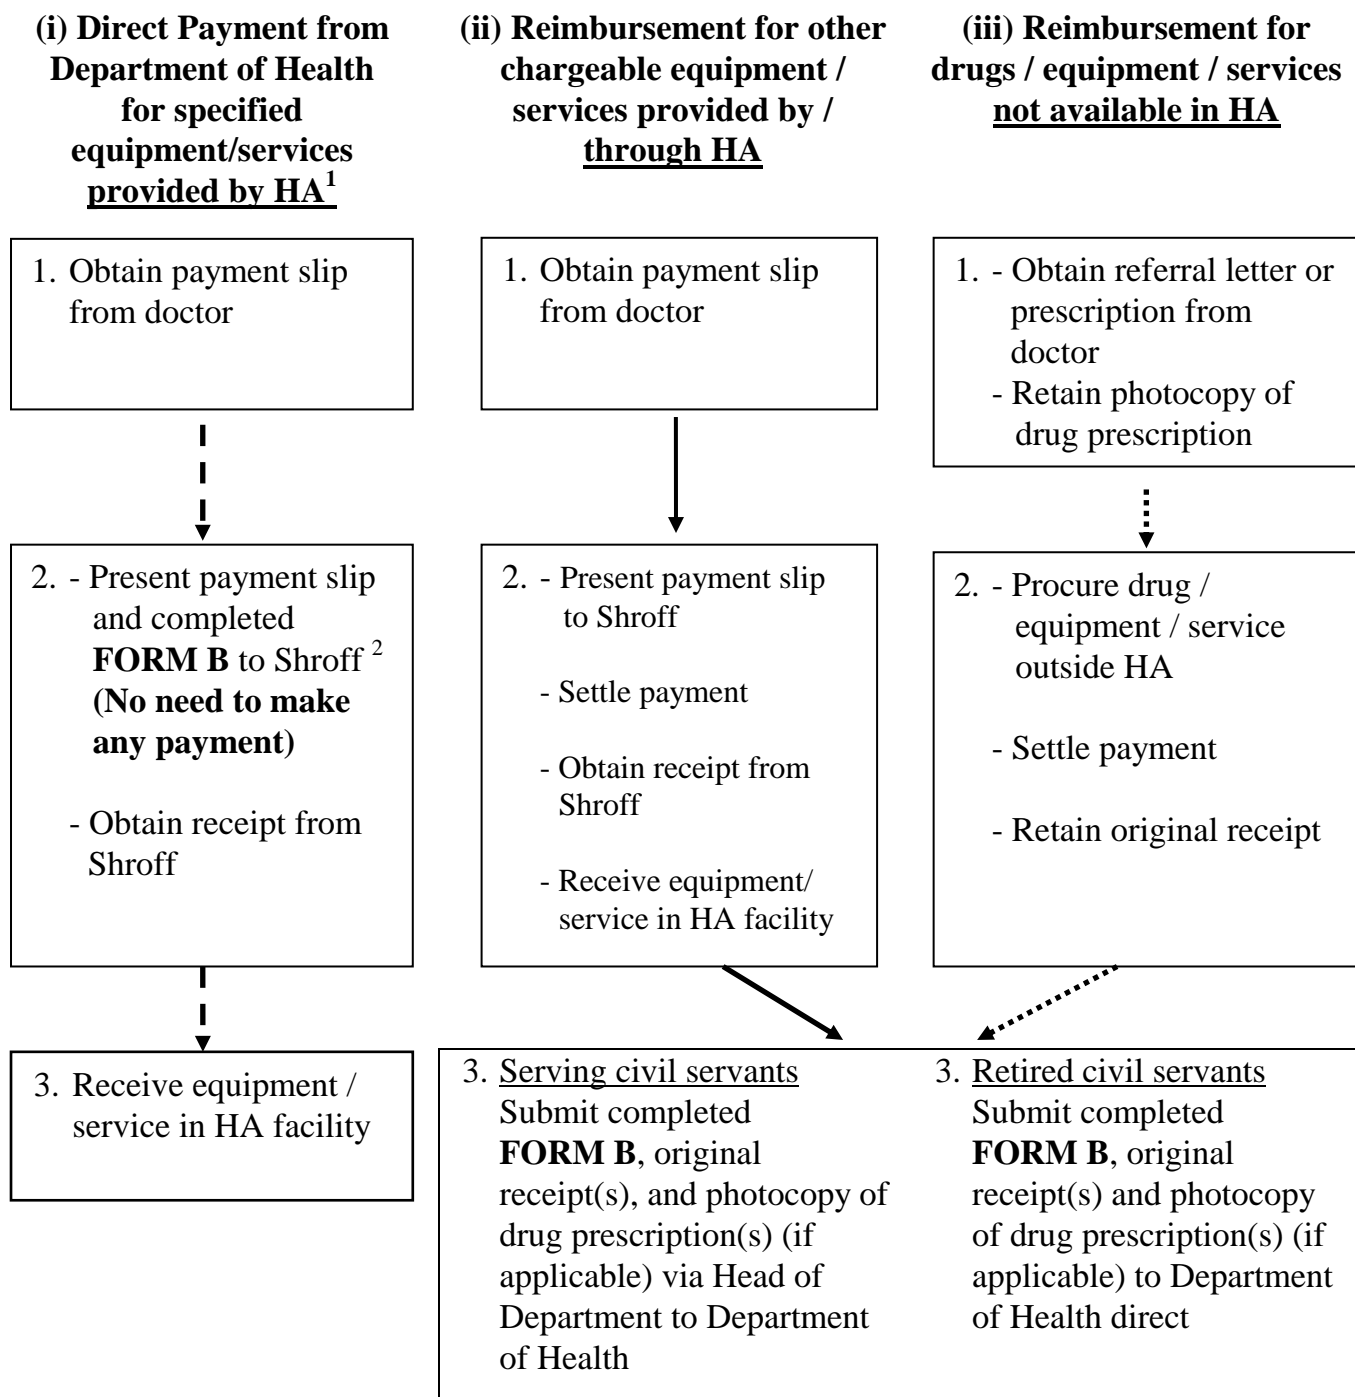 (i) Direct Payment from
Department of Health
for specified
equipment/services
provided by HA1
(ii) Reimbursement for other
chargeable equipment /
services provided by /
through HA
(iii) Reimbursement for
drugs / equipment / services
not available in HA
1. Obtain payment slip
from doctor
1. Obtain payment slip
from doctor
1. - Obtain referral letter or
prescription from
doctor
- Retain photocopy of
drug prescription
2. - Present payment slip
and completed
FORM B to Shroff 2
(No need to make
any payment)
- Obtain receipt from
Shroff
2. - Present payment slip
to Shroff
- Settle payment
- Obtain receipt from
Shroff
- Receive equipment/
service in HA facility
2. - Procure drug /
equipment / service
outside HA
- Settle payment
- Retain original receipt
3. Receive equipment /
service in HA facility
3. Serving civil servants
Submit completed
FORM B, original
receipt(s), and photocopy of
drug prescription(s) (if
applicable) via Head of
Department to Department
of Health
3. Retired civil servants
Submit completed
FORM B, original
receipt(s) and photocopy
of drug prescription(s) (if
applicable) to Department
of Health direct